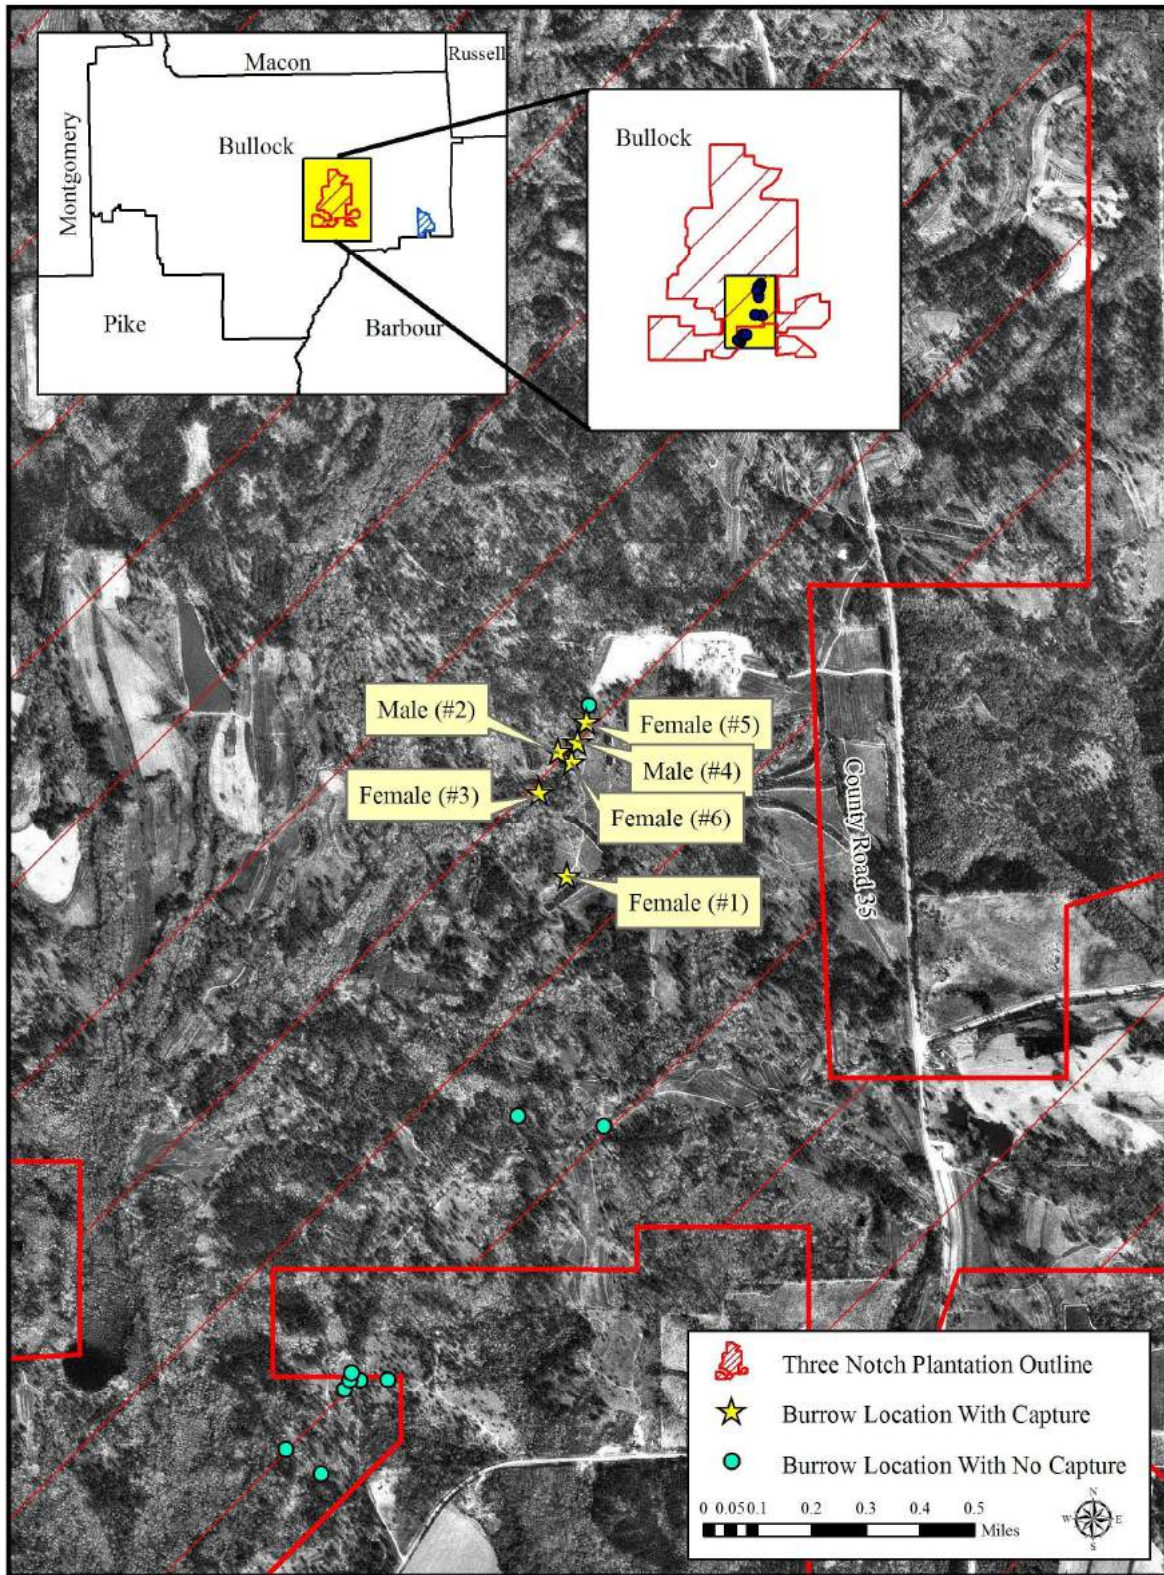 Macon
Russell
Montgomery
Bullock
Pike
Barbour
Bullock
Male (#2)
Female (#5)
Male (#4)
Female (#3)
Female (#6)
Female (#1)
County Road 35
Three Notch Plantation Outline
Burrow Location With Capture
Burrow Location With No Capture
0 0.05 0.1 0.2 0.3 0.4 0.5
Miles
N
W E
S